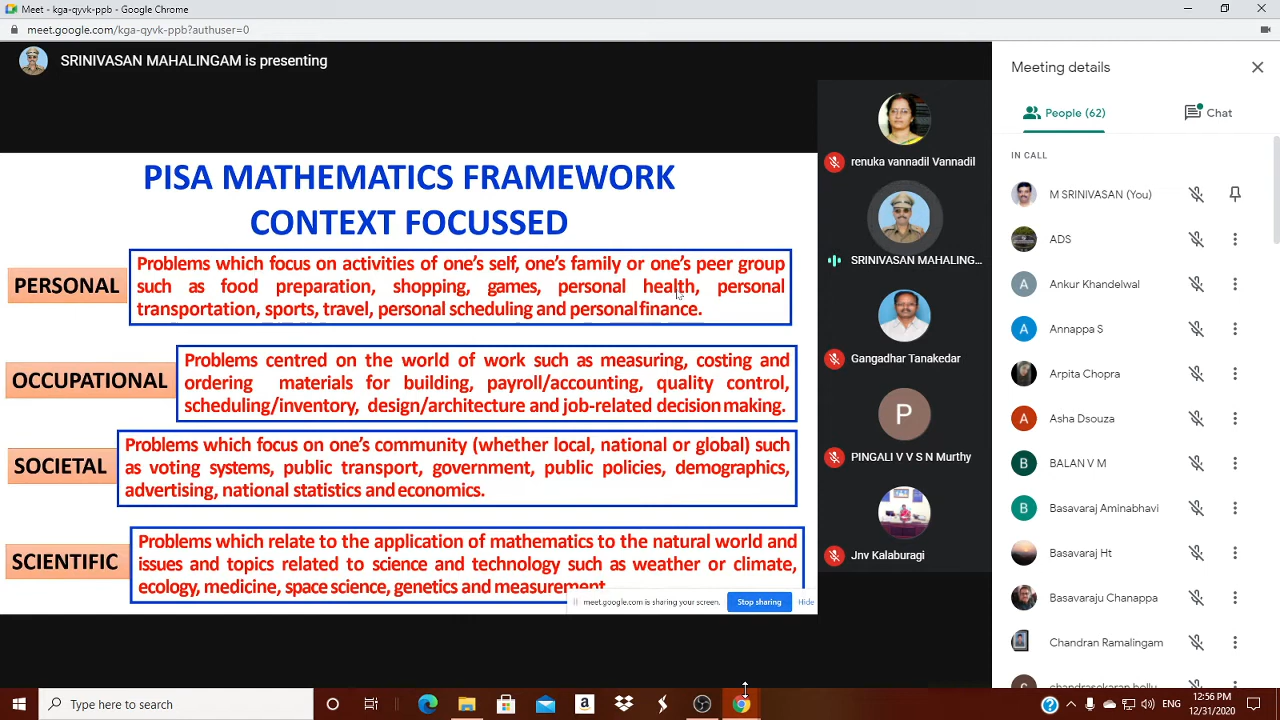 Meet - kga-qyvk-ppb - Google Chrome
meet.google.com/kga-qyvk-ppb?authuser=0
SRINIVASAN MAHALINGAM is presenting
PISA MATHEMATICS FRAMEWORK
CONTEXT FOCUSSED
PERSONAL
Problems which focus on activities of one's self, one's family or one's peer group
such as food preparation, shopping, games, personal health, personal
transportation, sports, travel, personal scheduling and personal finance.
OCCUPATIONAL
Problems centred on the world of work such as measuring, costing and
ordering materials for building, payroll/accounting, quality control,
scheduling/inventory, design/architecture and job-related decision making.
SOCIETAL
Problems which focus on one's community (whether local, national or global) such
as voting systems, public transport, government, public policies, demographics,
advertising, national statistics and economics.
SCIENTIFIC
Problems which relate to the application of mathematics to the natural world and
issues and topics related to science and technology such as weather or climate,
ecology, medicine, space science, genetics and measurement
meet.google.com is sharing your screen.
Stop sharing
Hide
renuka vannadil Vannadil
SRINIVASAN MAHALING...
Gangadhar Tanakedar
P
PINGALI V V S N Murthy
Jnv Kalaburagi
Meeting details
People (62)
Chat
IN CALL
M SRINIVASAN (You)
ADS
A
Ankur Khandelwal
A
Annappa S
Arpita Chopra
A
Asha Dsouza
B
BALAN V M
B
Basavaraj Aminabhavi
Basavaraj Ht
Basavaraju Chanappa
Chandran Ramalingam
Type here to search
a
ENG
12:56 PM
12/31/2020